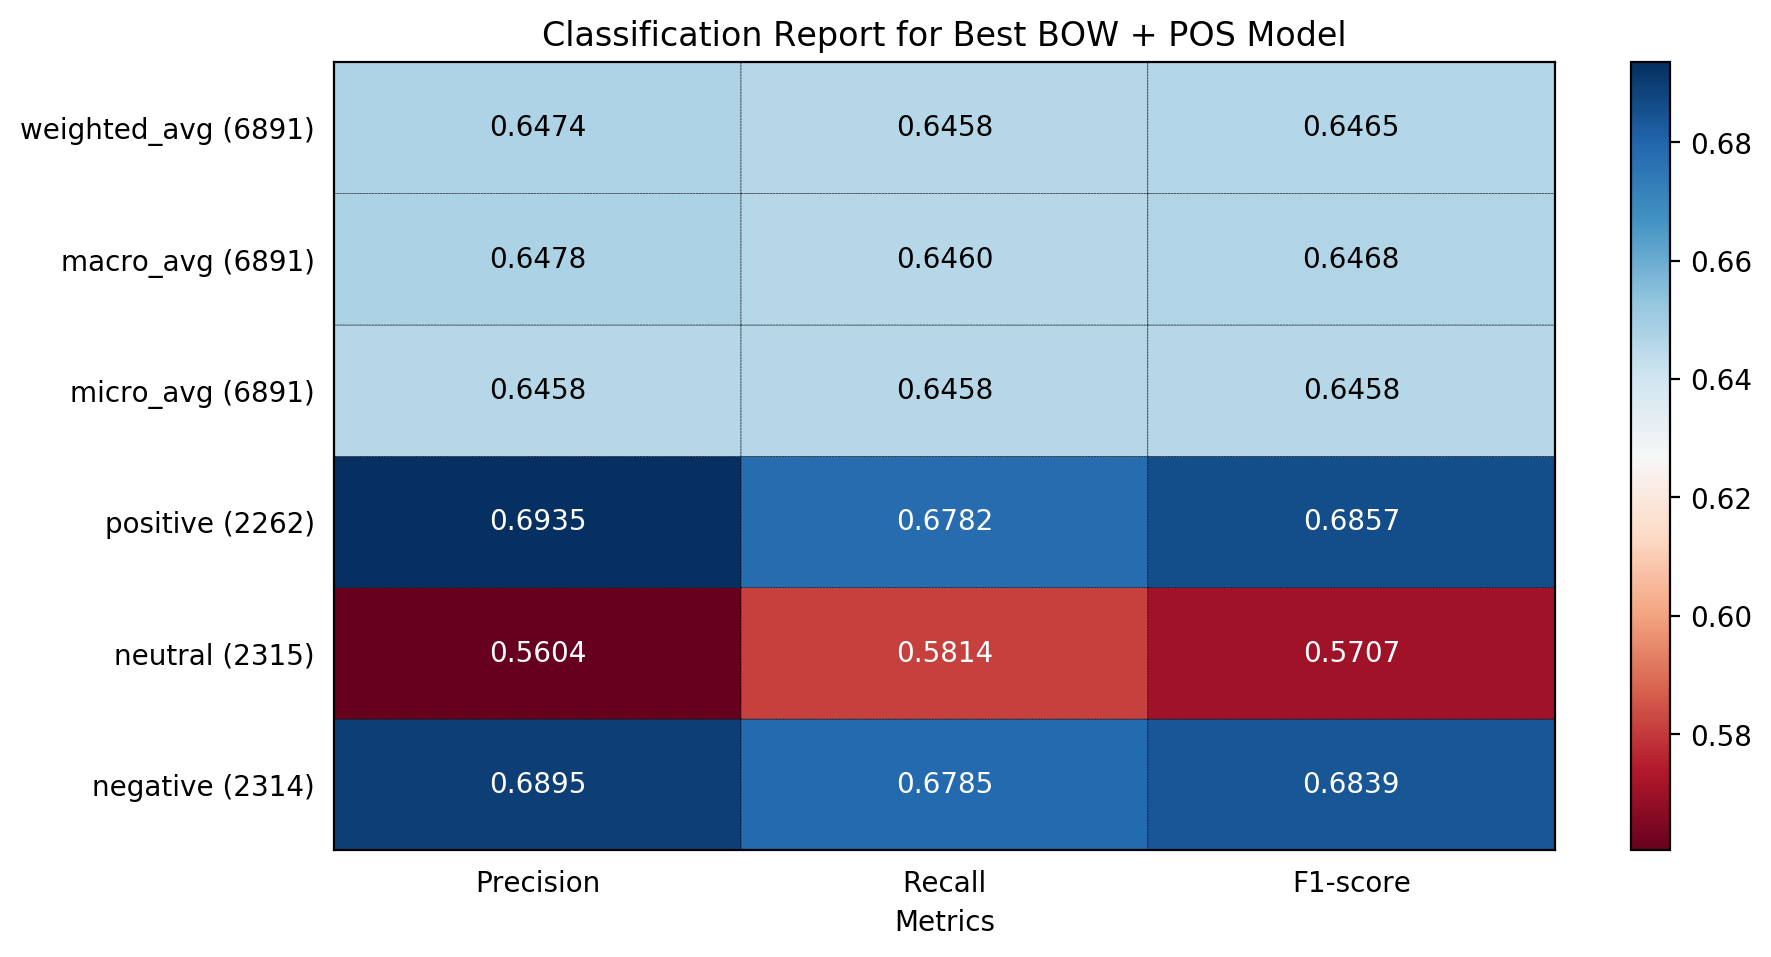 Classification Report for Best BOW + POS Model
weighted_avg (6891) 0.6474 0.6458 0.6465
macro_avg (6891) 0.6478 0.6460 0.6468
micro_avg (6891) 0.6458 0.6458 0.6458
positive (2262) 0.6935 0.6782 0.6857
neutral (2315) 0.5604 0.5814 0.5707
negative (2314) 0.6895 0.6785 0.6839
Precision Recall F1-score
Metrics
0.68
0.66
0.64
0.62
0.60
0.58